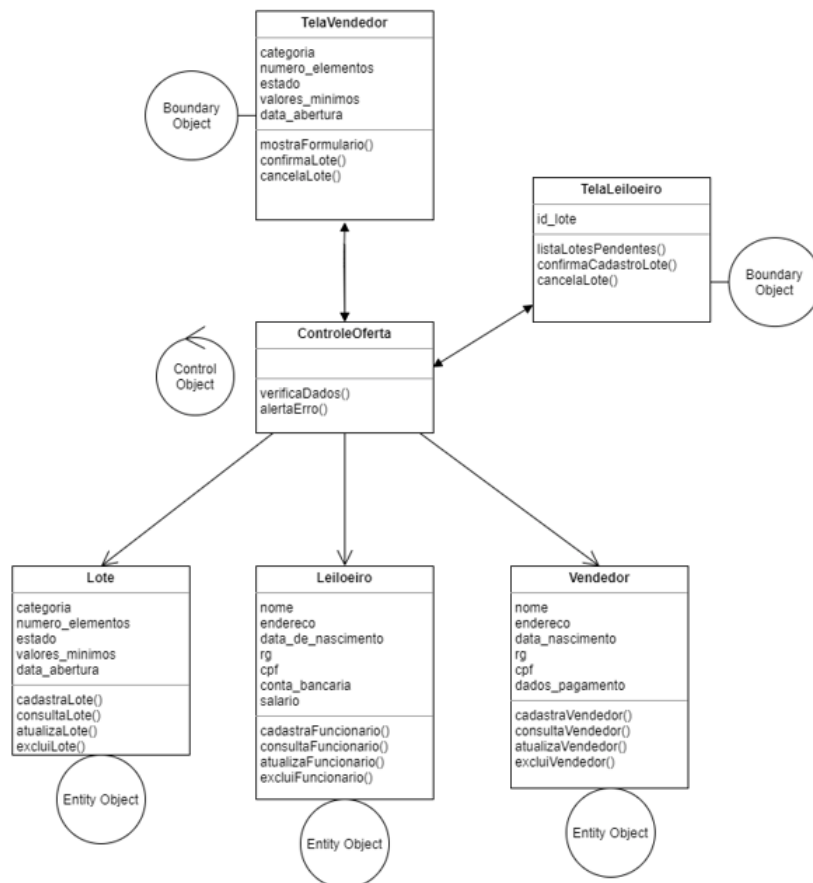 TelaVendedor
categoria
numero_elementos
estado
valores_minimos
data_abertura
mostraFormulario()
confirmaLote()
cancelaLote()
Boundary
Object
TelaLeiloeiro
id_lote
listaLotesPendentes()
confirmaCadastroLote()
cancelaLote()
Boundary
Object
ControleOferta
verificaDados()
alertaErro()
Control
Object
Lote
categoria
numero_elementos
estado
valores_minimos
data_abertura
cadastraLote()
consultaLote()
atualizaLote()
excluiLote()
Entity Object
Leiloeiro
nome
endereco
data_de_nascimento
rg
cpf
conta_bancaria
salario
cadastraFuncionario()
consultaFuncionario()
atualizaFuncionario()
excluiFuncionario()
Entity Object
Vendedor
nome
endereco
data_nascimento
rg
cpf
dados_pagamento
cadastraVendedor()
consultaVendedor()
atualizaVendedor()
excluiVendedor()
Entity Object